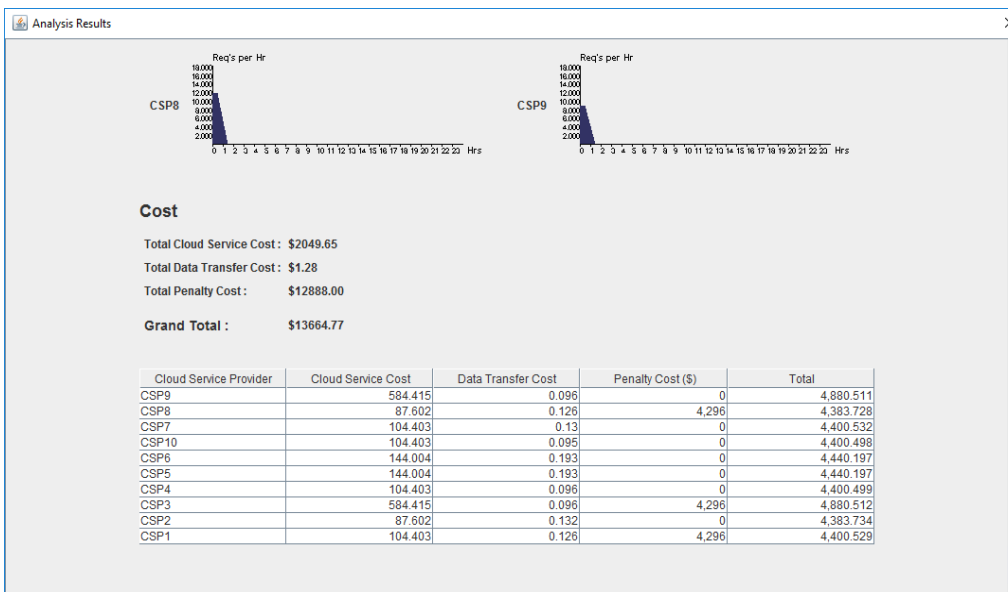 Analysis Results
Req's per Hr
18.000
16.000
14.000
12.000
10.000
8.000
6.000
4.000
2.000
CSP8
0 1 2 3 4 5 6 7 8 9 10 11 12 13 14 15 16 17 18 19 20 21 22 23 Hrs
Req's per Hr
18.000
16.000
14.000
12.000
10.000
8.000
6.000
4.000
2.000
CSP9
0 1 2 3 4 5 6 7 8 9 10 11 12 13 14 15 16 17 18 19 20 21 22 23 Hrs
Cost
Total Cloud Service Cost : $2049.65
Total Data Transfer Cost : $1.28
Total Penalty Cost : $12888.00
Grand Total : $13664.77
Cloud Service Provider Cloud Service Cost Data Transfer Cost Penalty Cost ($) Total
CSP9 584.415 0.096 0 4,880.511
CSP8 87.602 0.126 4,296 4,383.728
CSP7 104.403 0.13 0 4,400.532
CSP10 104.403 0.095 0 4,400.498
CSP6 144.004 0.193 0 4,440.197
CSP5 144.004 0.193 0 4,440.197
CSP4 104.403 0.096 0 4,400.499
CSP3 584.415 0.096 4,296 4,880.512
CSP2 87.602 0.132 0 4,383.734
CSP1 104.403 0.126 4,296 4,400.529